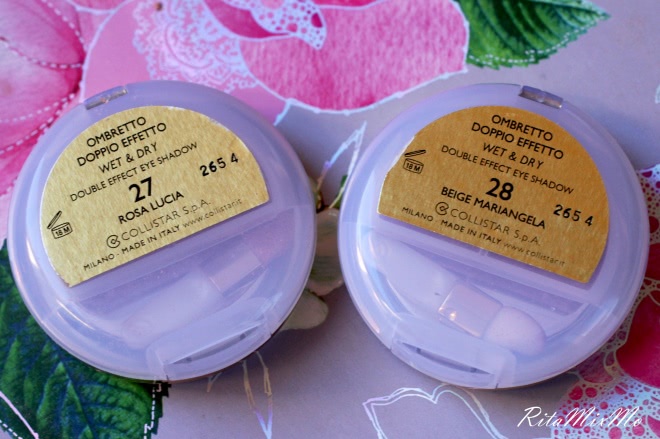 OMBRETTO
DOPPIO EFFETTO
WET & DRY
DOUBLE EFFECT EYE SHADOW
27
265 4
ROSA LUCIA
18 M
COLLISTAR S.p.A.
MILANO - MADE IN ITALY www.collistar.it
OMBRETTO
DOPPIO EFFETTO
WET & DRY
DOUBLE EFFECT EYE SHADOW
28
265 4
BEIGE MARIANGELA
18 M
COLLISTAR S.p.A.
MILANO - MADE IN ITALY www.collistar.it
RitaMixMo